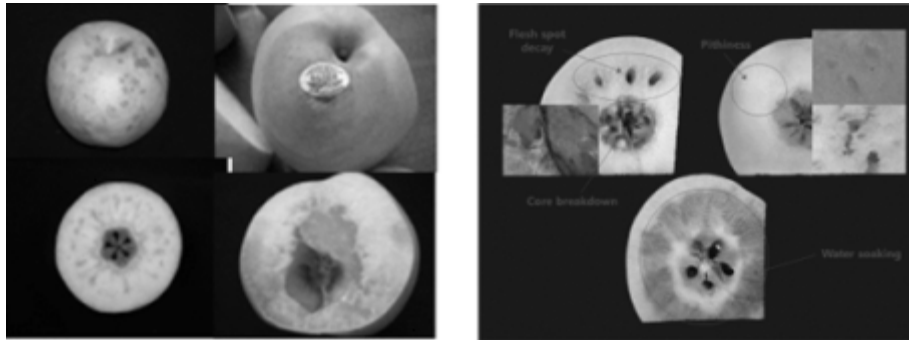 Flesh spot
decay
Pithiness
Core breakdown
Water soaking